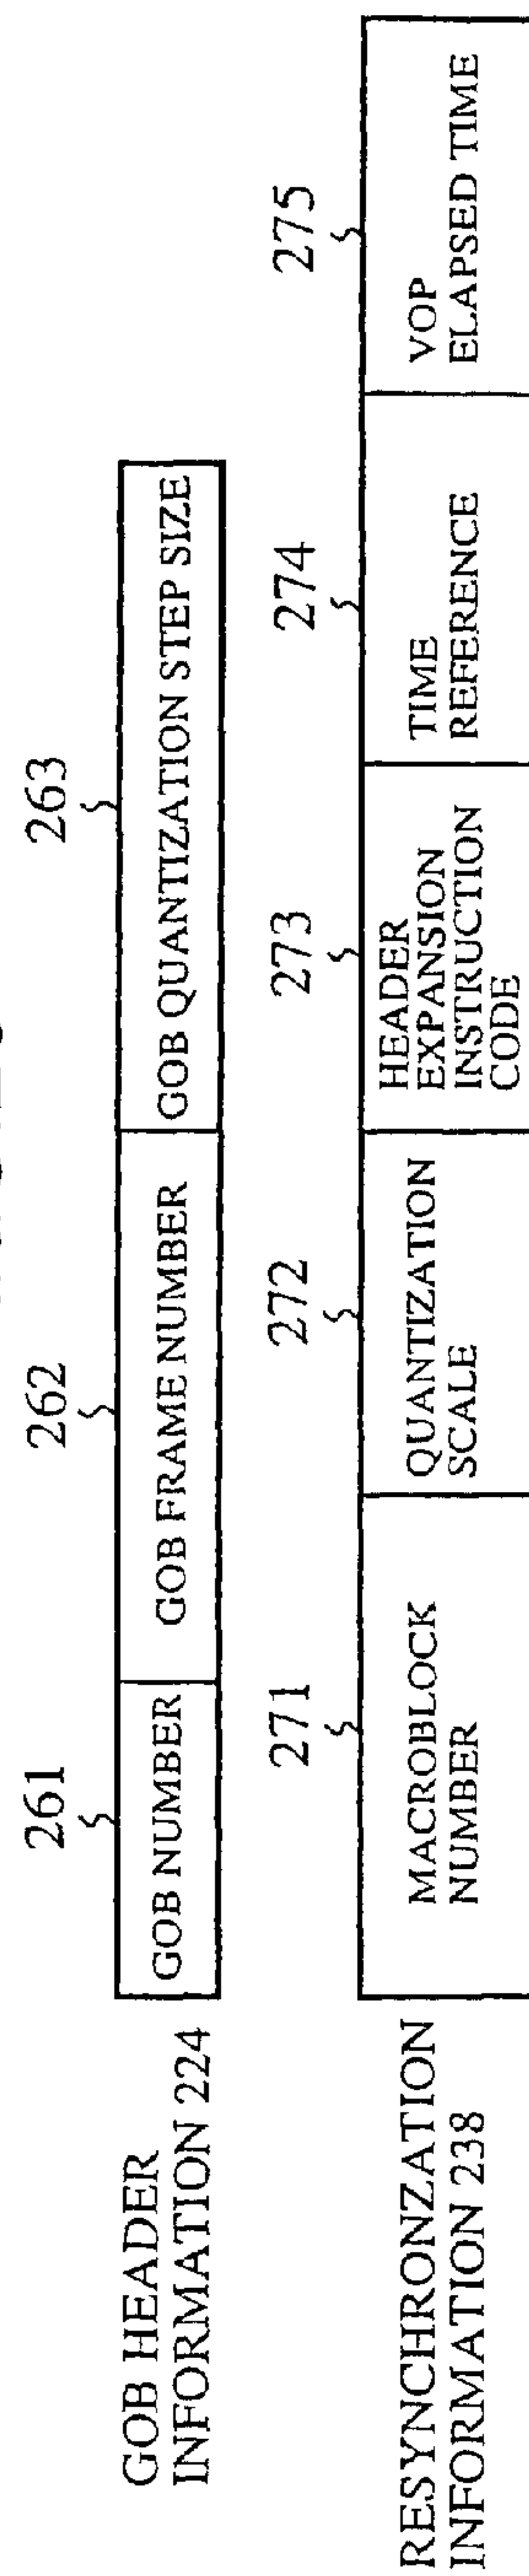 261
262
263
GOB HEADER
INFORMATION 224
GOB NUMBER
GOB FRAME NUMBER
GOB QUANTIZATION STEP SIZE
271
272
273
274
275
RESYNCHRONZATION
INFORMATION 238
MACROBLOCK
NUMBER
QUANTIZATION
SCALE
HEADER
EXPANSION
INSTRUCTION
CODE
TIME
REFERENCE
VOP
ELAPSED TIME